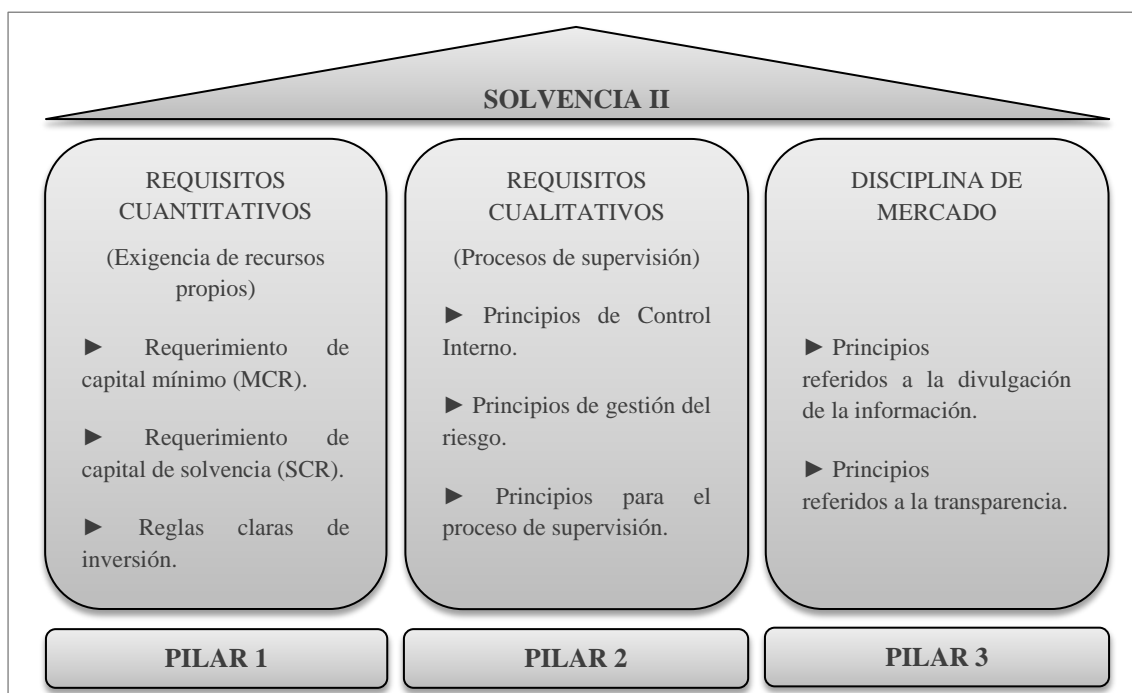 SOLVENCIA II
REQUISITOS
CUANTITATIVOS
(Exigencia de recursos
propios)
► Requerimiento de
capital mínimo (MCR).
► Requerimiento de
capital de solvencia (SCR).
► Reglas claras de
inversión.
PILAR 1
REQUISITOS
CUALITATIVOS
(Procesos de supervisión)
► Principios de Control
Interno.
► Principios de gestión del
riesgo.
► Principios para el
proceso de supervisión.
PILAR 2
DISCIPLINA DE
MERCADO
► Principios
referidos a la divulgación
de la información.
► Principios
referidos a la transparencia.
PILAR 3